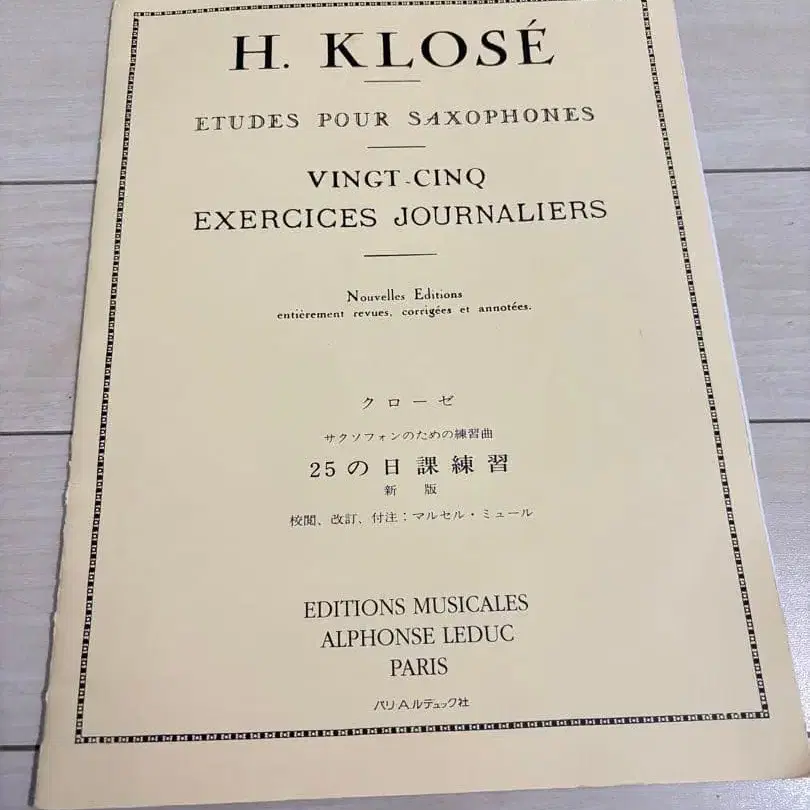 H. KLOSÉ
ETUDES POUR SAXOPHONES
VINGT-CINQ
EXERCICES JOURNALIERS
Nouvelles Editions
entièrement revues, corrigées et annotées.
クローゼ
サクソフォンのための練習曲
25の日課練習
新版
校閲、改訂、付注：マルセル・ミュール
EDITIONS MUSICALES
ALPHONSE LEDUC
PARIS
パリAルデュック社